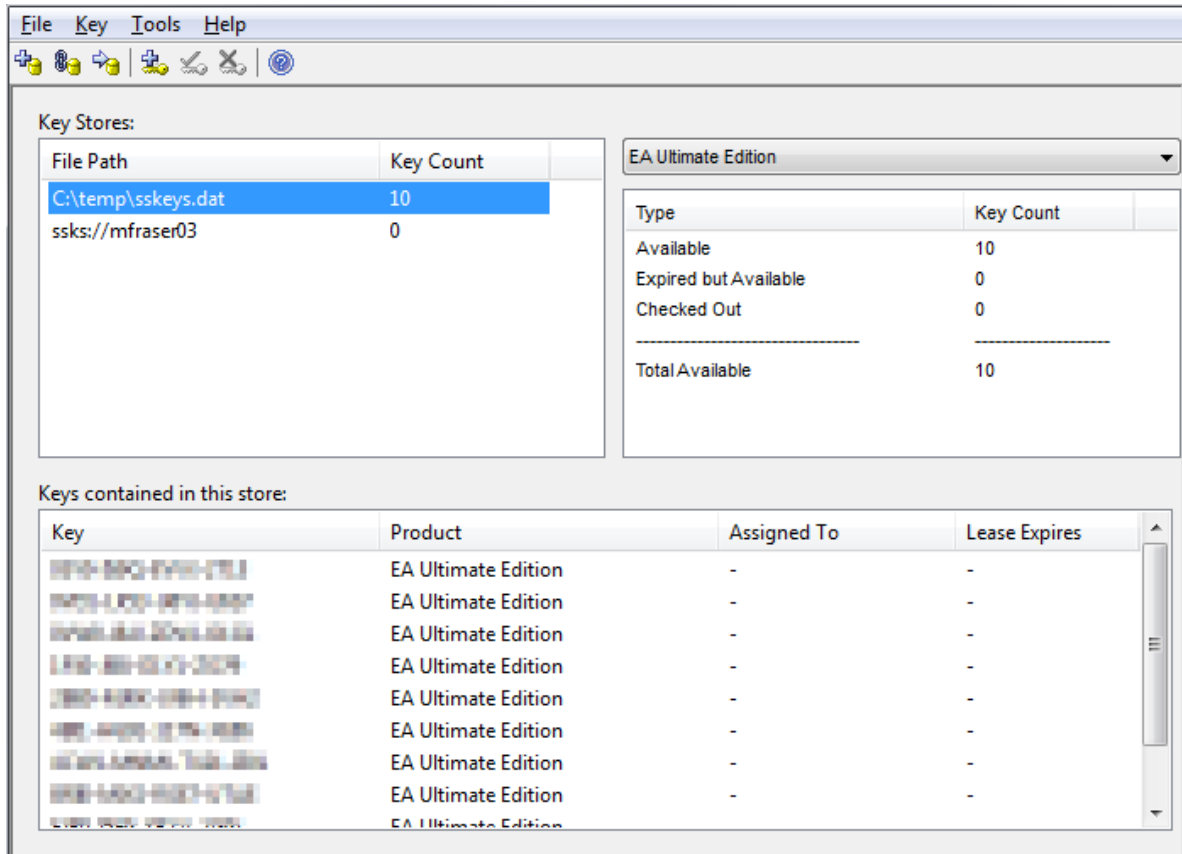 File Key Tools Help
Key Stores:
File Path Key Count
C:\temp\sskeys.dat 10
ssks://mfraser03 0
EA Ultimate Edition
Type Key Count
Available 10
Expired but Available 0
Checked Out 0
--------------------------------- --------------------
Total Available 10
Keys contained in this store:
Key Product Assigned To Lease Expires
EA Ultimate Edition - -
EA Ultimate Edition - -
EA Ultimate Edition - -
EA Ultimate Edition - -
EA Ultimate Edition - -
EA Ultimate Edition - -
EA Ultimate Edition - -
EA Ultimate Edition - -
EA Ultimate Edition